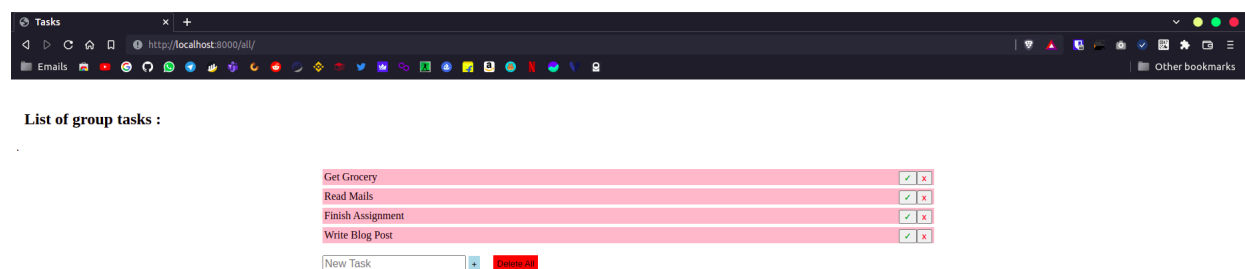 Tasks x +
http://localhost:8000/all/
Emails Other bookmarks
List of group tasks :
.
Get Grocery ✓ x
Read Mails ✓ x
Finish Assignment ✓ x
Write Blog Post ✓ x
New Task + Delete All